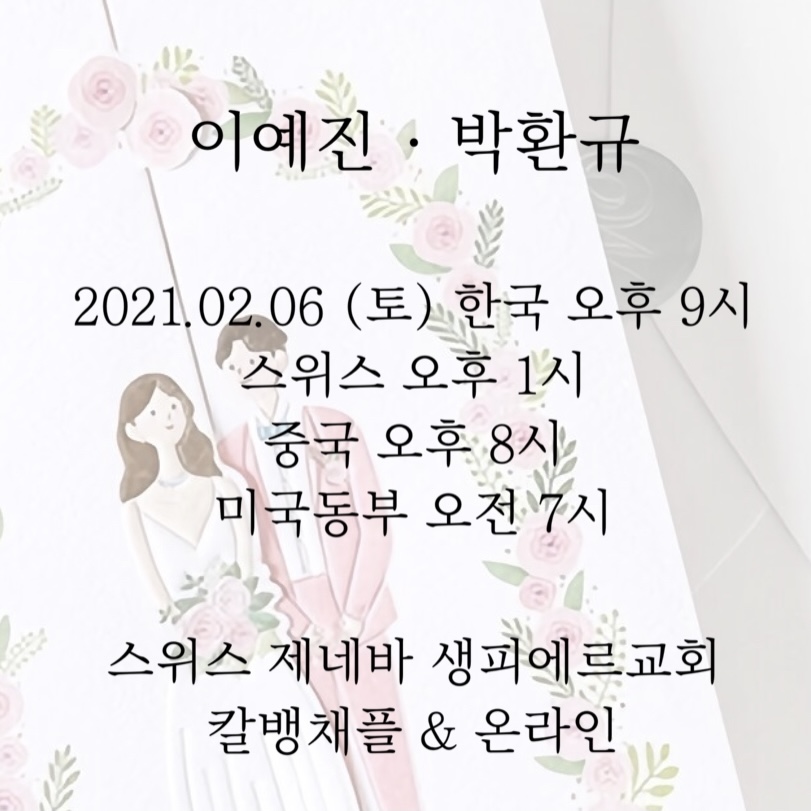 이예진 · 박환규
2021.02.06 (토) 한국 오후 9시
스위스 오후 1시
중국 오후 8시
미국동부 오전 7시
스위스 제네바 생피에르교회
칼뱅채플 & 온라인